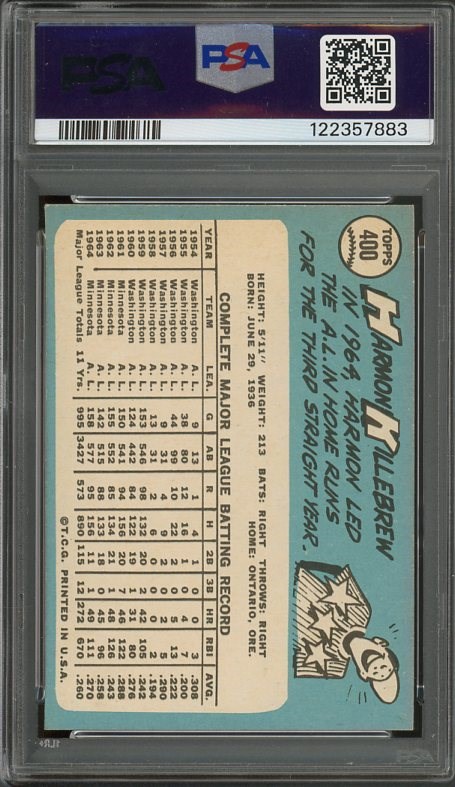 PSA
PSA
122357883
TOPPS
400
HARMON KILLEBREW
IN 1964, HARMON LED
THE A.L. IN HOME RUNS
FOR THE THIRD STRAIGHT YEAR.
HEIGHT: 5'11" WEIGHT: 213 BATS: RIGHT THROWS: RIGHT
BORN: JUNE 29, 1936 HOME: ONTARIO, ORE.
COMPLETE MAJOR LEAGUE BATTING RECORD
YEAR TEAM LEA. G AB R H 2B 3B HR RBI AVG.
1954 Washington A. L. 9 13 1 4 1 0 0 3 .308
1955 Washington A. L. 38 80 12 16 1 0 4 7 .200
1956 Washington A. L. 44 99 10 22 2 0 5 13 .222
1957 Washington A. L. 9 31 4 9 2 0 2 5 .290
1958 Washington A. L. 13 31 2 6 0 0 0 2 .194
1959 Washington A. L. 153 546 98 132 20 2 42 105 .242
1960 Washington A. L. 124 442 84 122 19 1 31 80 .276
1961 Minnesota A. L. 150 541 94 156 20 7 46 122 .288
1962 Minnesota A. L. 155 552 85 134 21 1 48 126 .243
1963 Minnesota A. L. 142 515 88 133 18 0 45 96 .258
1964 Minnesota A. L. 158 577 95 156 11 1 49 111 .270
Major League Totals 11 Yrs. 995 3427 573 890 115 12 272 670 .260
©T.C.G. PRINTED IN U.S.A.
PSA